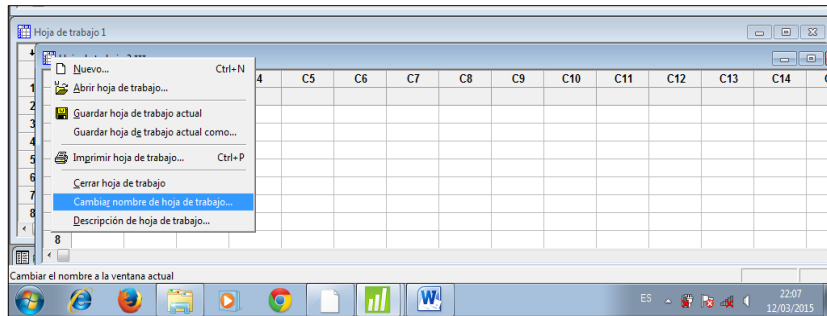 Hoja de trabajo 1
Nuevo... Ctrl+N
Abrir hoja de trabajo...
Guardar hoja de trabajo actual
Guardar hoja de trabajo actual como...
Imprimir hoja de trabajo... Ctrl+P
Cerrar hoja de trabajo
Cambiar nombre de hoja de trabajo...
Descripción de hoja de trabajo...
4 C5 C6 C7 C8 C9 C10 C11 C12 C13 C14
1
2
3
4
5
6
7
8
8
Cambiar el nombre a la ventana actual
ES 22:07
12/03/2015